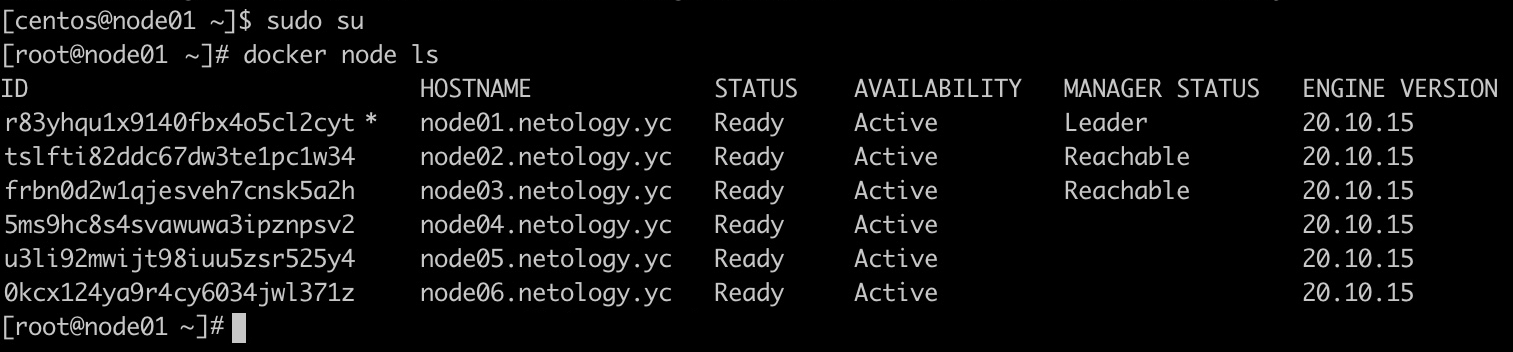 [centos@node01 ~]$ sudo su
[root@node01 ~]# docker node ls
ID HOSTNAME STATUS AVAILABILITY MANAGER STATUS ENGINE VERSION
r83yhqu1x9140fbx4o5cl2cyt * node01.netology.yc Ready Active Leader 20.10.15
tslfti82ddc67dw3te1pc1w34 node02.netology.yc Ready Active Reachable 20.10.15
frbn0d2w1qjesveh7cnsk5a2h node03.netology.yc Ready Active Reachable 20.10.15
5ms9hc8s4svawuwa3ipznpsv2 node04.netology.yc Ready Active 20.10.15
u3li92mwijt98iuu5zsr525y4 node05.netology.yc Ready Active 20.10.15
0kcx124ya9r4cy6034jwl371z node06.netology.yc Ready Active 20.10.15
[root@node01 ~]#